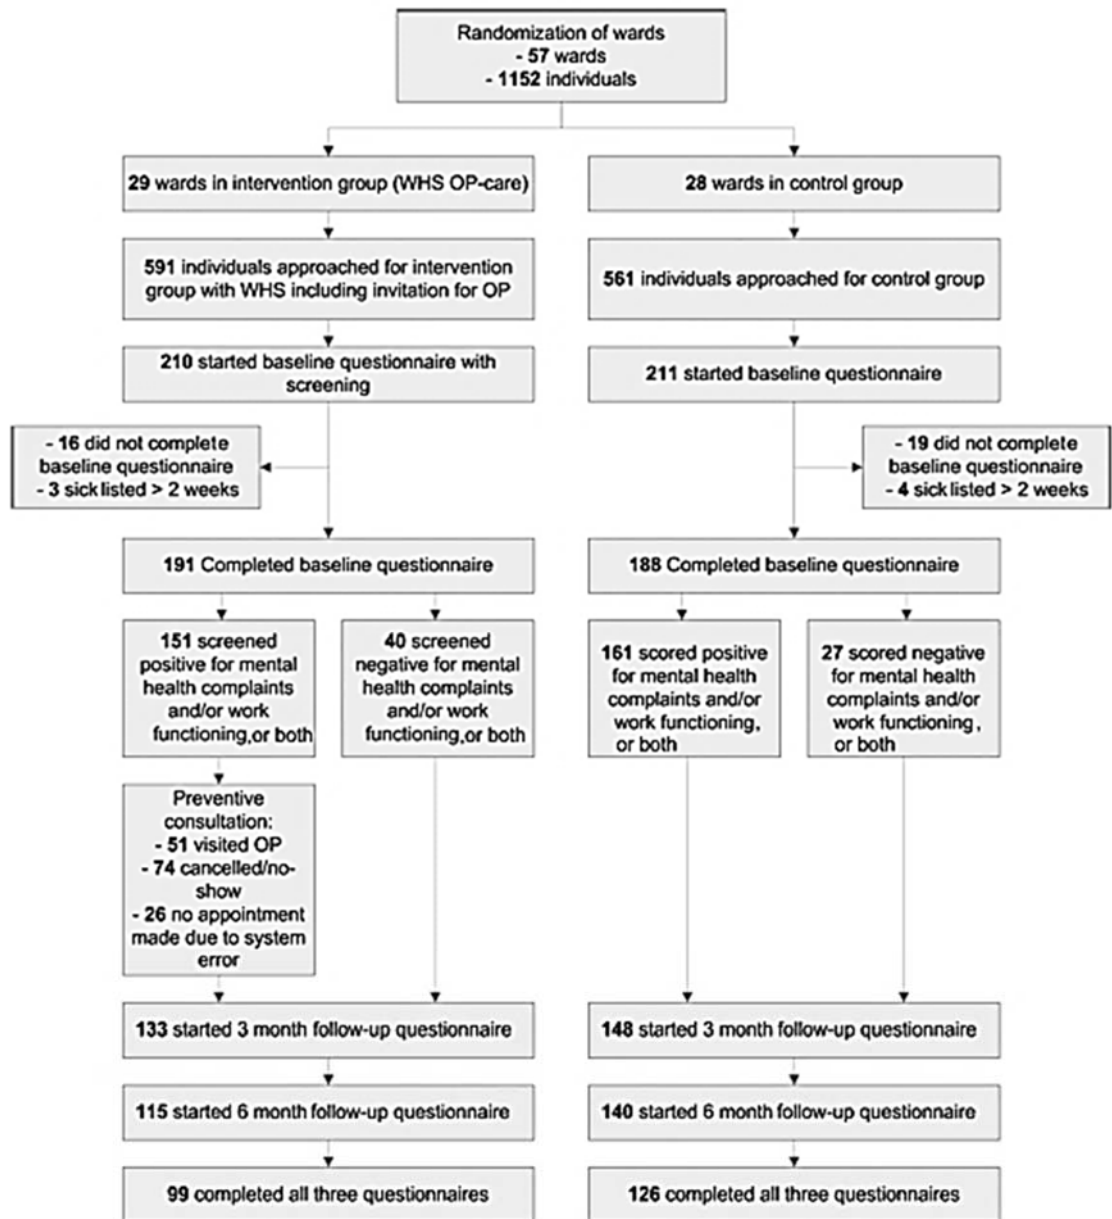 Randomization of wards
- 57 wards
- 1152 individuals
29 wards in intervention group (WHS OP-care)
28 wards in control group
591 individuals approached for intervention
group with WHS including invitation for OP
561 individuals approached for control group
210 started baseline questionnaire with
screening
211 started baseline questionnaire
- 16 did not complete
baseline questionnaire
- 3 sick listed > 2 weeks
- 19 did not complete
baseline questionnaire
- 4 sick listed > 2 weeks
191 Completed baseline questionnaire
188 Completed baseline questionnaire
151 screened
positive for mental
health complaints
and/or work
functioning,or both
40 screened
negative for mental
health complaints
and/or work
functioning,or both
161 scored positive
for mental health
complaints and/or
work functioning,
or both
27 scored negative
for mental health
complaints and/or
work functioning,
or both
Preventive
consultation:
- 51 visited OP
- 74 cancelled/no-
show
- 26 no appointment
made due to system
error
133 started 3 month follow-up questionnaire
148 started 3 month follow-up questionnaire
115 started 6 month follow-up questionnaire
140 started 6 month follow-up questionnaire
99 completed all three questionnaires
126 completed all three questionnaires